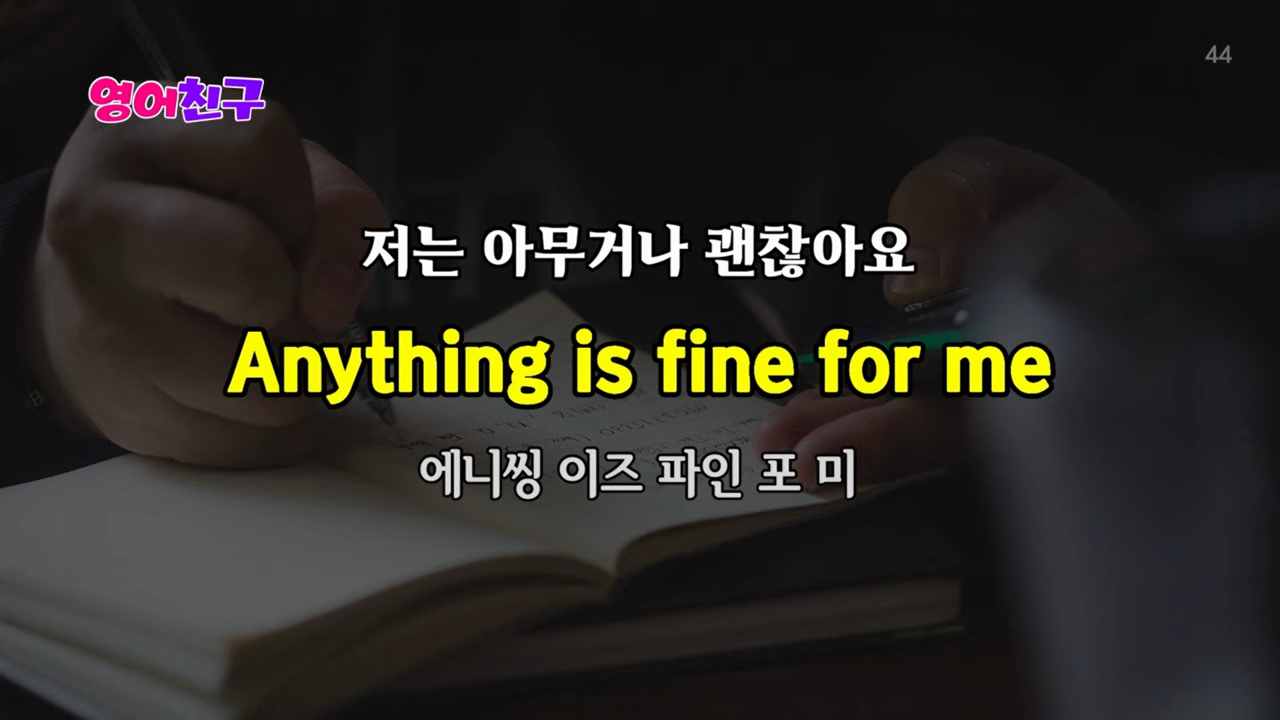 44
영어친구
저는 아무거나 괜찮아요
Anything is fine for me
에니씽 이즈 파인 포 미